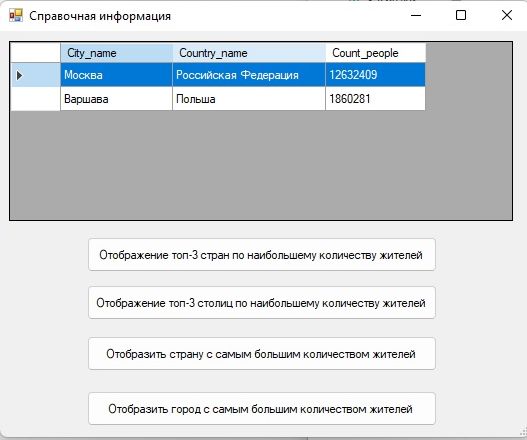 Справочная информация
City_name Country_name Count_people
Москва Российская Федерация 12632409
Варшава Польша 1860281
Отображение топ-3 стран по наибольшему количеству жителей
Отображение топ-3 столиц по наибольшему количеству жителей
Отобразить страну с самым большим количеством жителей
Отобразить город с самым большим количеством жителей